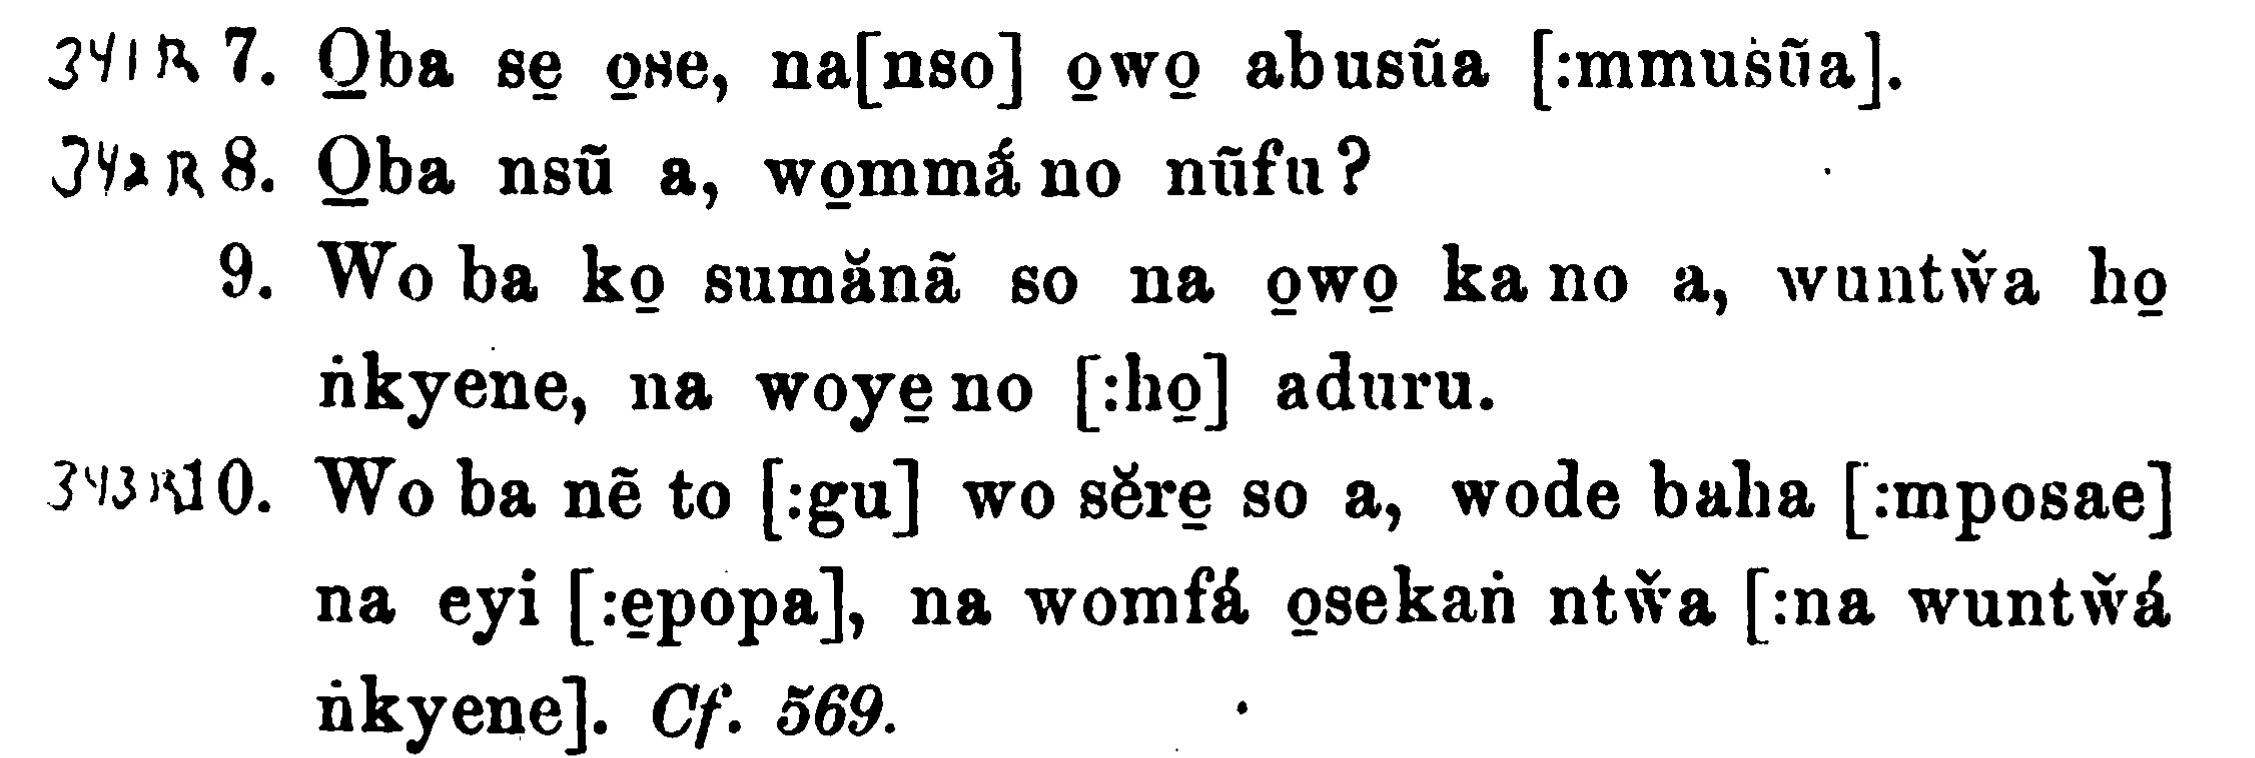 341 R 7. O̱ba se̱ o̱se, na[nso] o̱wo̱ abusũa [:mmusũa].
342 R 8. O̱ba nsũ a, wo̱mmá̃ no nũfu?
9. Wo ba ko̱ sumănã so na o̱wo̱ ka no a, wuntw̌a ho̱
ṅkyene, na woye̱ no [:ho̱] aduru.
343 R 10. Wo ba nẽ to [:gu] wo sĕre̱ so a, wode baha [:mposae]
na eyi [:e̱popa], na womfá o̱sekaṅ ntw̌a [:na wuntw̌á
ṅkyene]. Cf. 569.